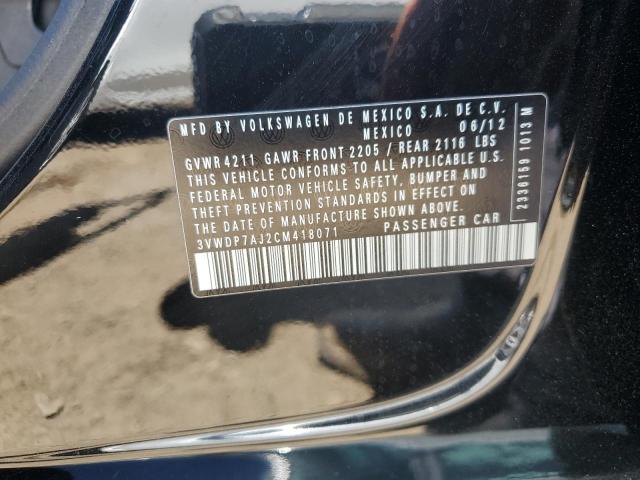 MFD BY VOLKSWAGEN DE MEXICO S.A. DE C.V.
MEXICO 06/12
GVWR 4211 GAWR FRONT 2205 / REAR 2116 LBS
THIS VEHICLE CONFORMS TO ALL APPLICABLE U.S.
FEDERAL MOTOR VEHICLE SAFETY, BUMPER AND
THEFT PREVENTION STANDARDS IN EFFECT ON
THE DATE OF MANUFACTURE SHOWN ABOVE.
3VWDP7AJ2CM418071 PASSENGER CAR
2336159 1013 M